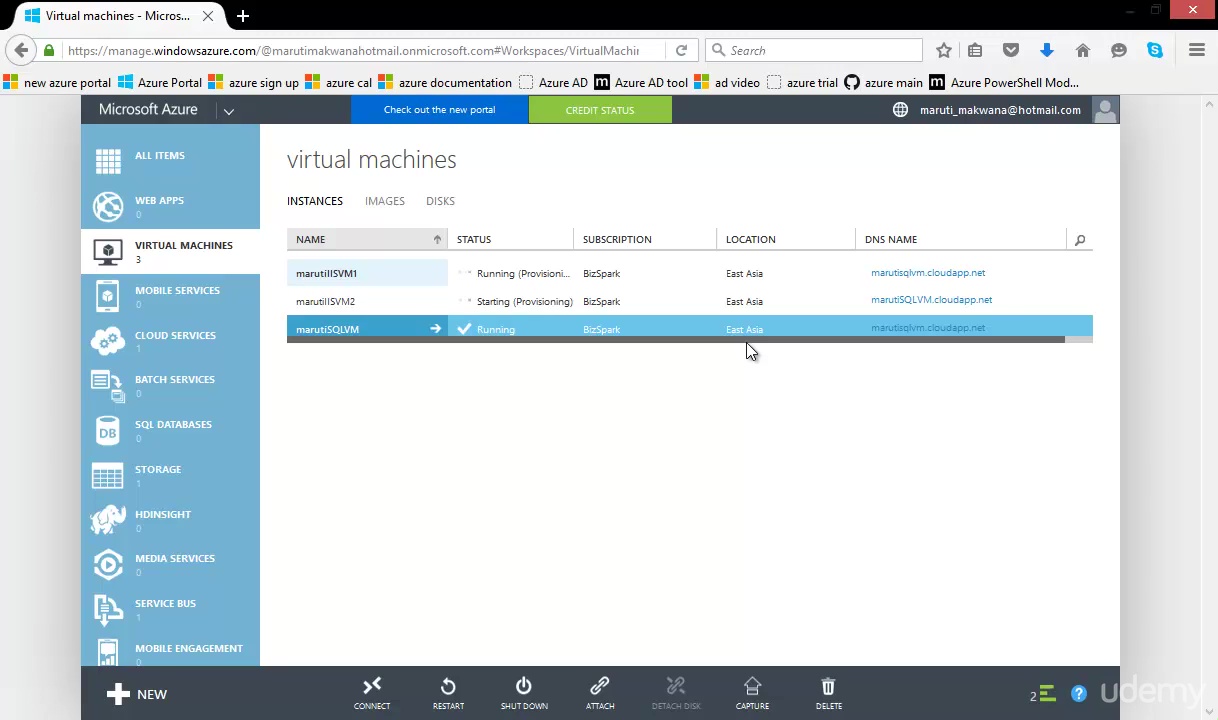 Virtual machines - Micros...
https://manage.windowsazure.com/@marutimakwanahotmail.onmicrosoft.com#Workspaces/VirtualMachin
Search
new azure portal Azure Portal azure sign up azure cal azure documentation Azure AD Azure AD tool ad video azure trial azure main Azure PowerShell Mod...
Microsoft Azure
Check out the new portal
CREDIT STATUS
maruti_makwana@hotmail.com
ALL ITEMS
WEB APPS
0
VIRTUAL MACHINES
3
MOBILE SERVICES
0
CLOUD SERVICES
1
BATCH SERVICES
0
SQL DATABASES
0
STORAGE
1
HDINSIGHT
0
MEDIA SERVICES
0
SERVICE BUS
1
MOBILE ENGAGEMENT
0
virtual machines
INSTANCES IMAGES DISKS
NAME STATUS SUBSCRIPTION LOCATION DNS NAME
marutiIISVM1 Running (Provisioni... BizSpark East Asia marutisqlvm.cloudapp.net
marutiIISVM2 Starting (Provisioning) BizSpark East Asia marutiSQLVM.cloudapp.net
marutiSQLVM Running BizSpark East Asia marutisqlvm.cloudapp.net
NEW
CONNECT
RESTART
SHUT DOWN
ATTACH
DETACH DISK
CAPTURE
DELETE
2
?
udemy